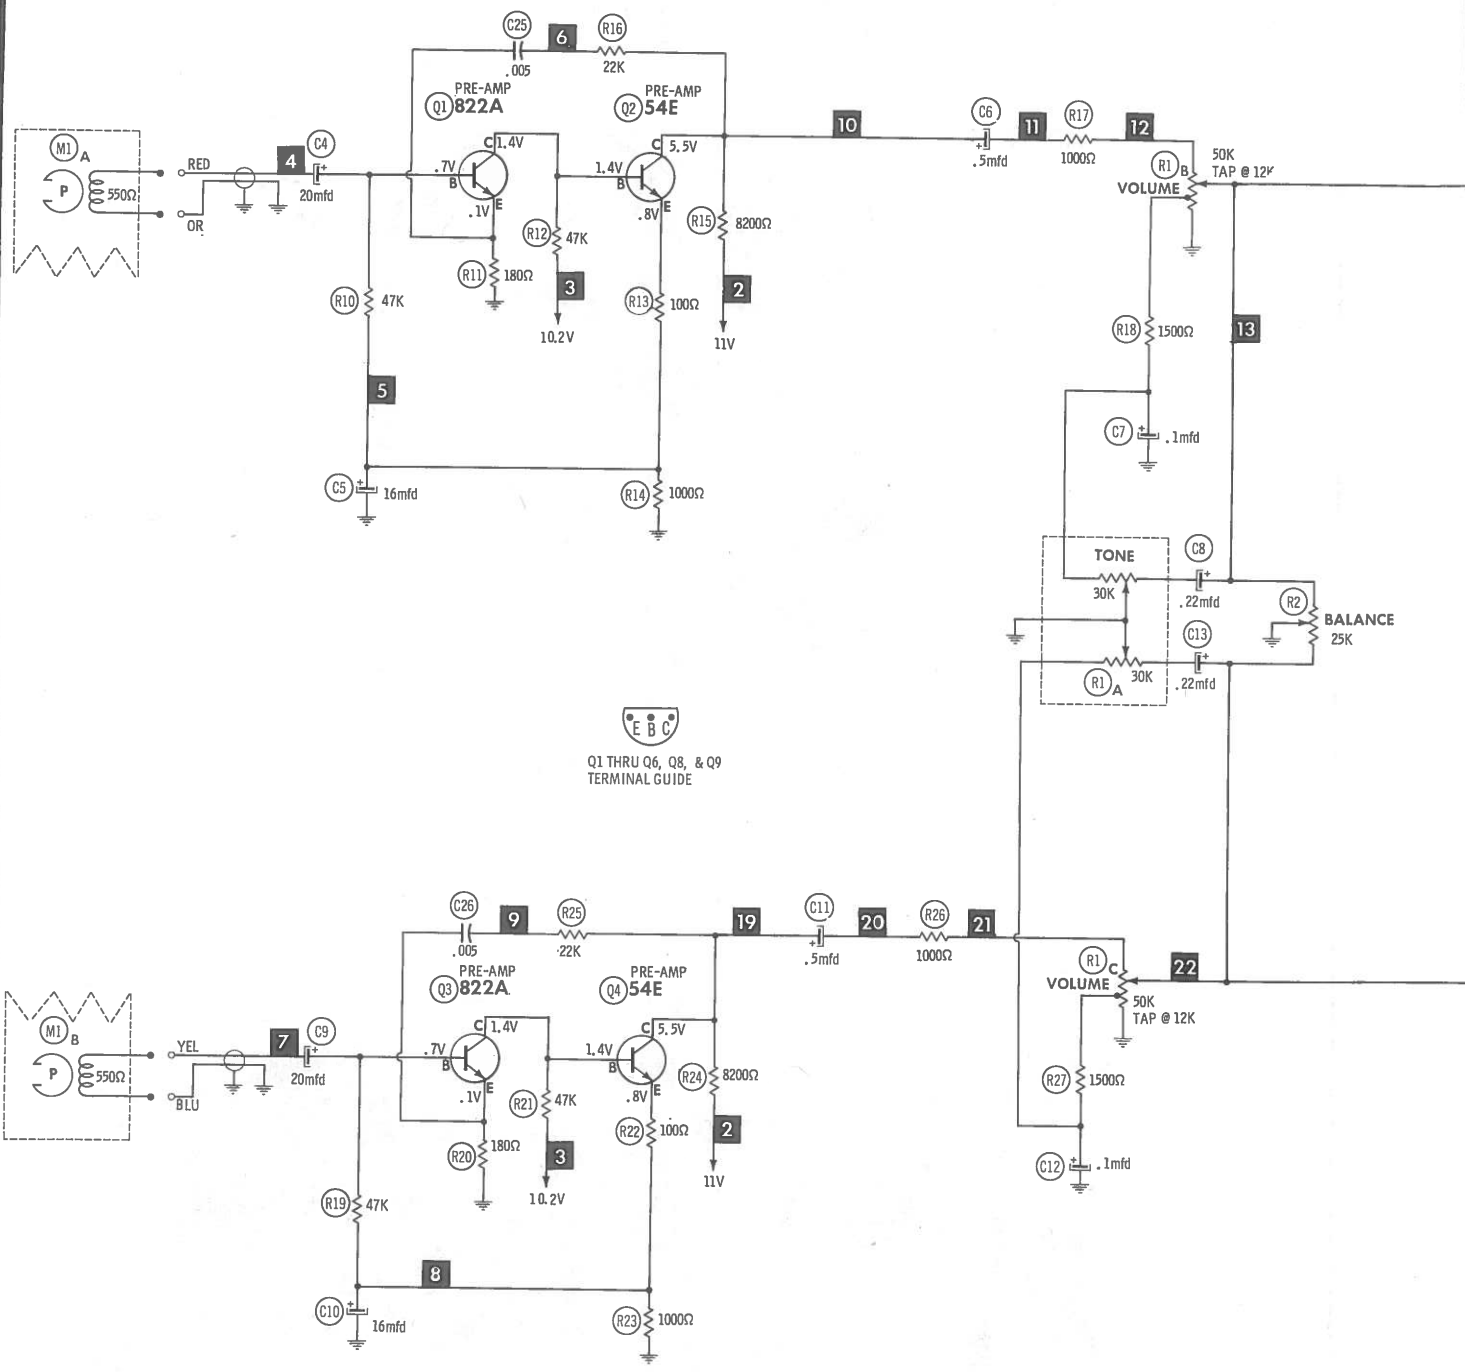 C25
6
R16
.005
22K
PRE-AMP
Q1 822A
PRE-AMP
Q2 54E
M1 A
P
550Ω
RED
OR
4
C4
20mfd
.7V
B
C
1.4V
E
.1V
1.4V
B
C
5.5V
E
.8V
10
C6
.5mfd
11
R17
1000Ω
12
R1 B
VOLUME
50K
TAP @ 12K
R12
47K
R15
8200Ω
R11
180Ω
R10
47K
3
10.2V
R13
100Ω
2
11V
R18
1500Ω
13
5
C7
.1mfd
C5
16mfd
R14
1000Ω
TONE
30K
C8
.22mfd
R2
BALANCE
25K
C13
.22mfd
R1 A
30K
E B C
Q1 THRU Q6, Q8, & Q9
TERMINAL GUIDE
C26
9
R25
.005
22K
19
C11
.5mfd
20
R26
1000Ω
21
PRE-AMP
Q3 822A
PRE-AMP
Q4 54E
R1 C
VOLUME
50K
TAP @ 12K
22
M1 B
P
550Ω
YEL
BLU
7
C9
20mfd
.7V
B
C
1.4V
E
.1V
1.4V
B
C
5.5V
E
.8V
R21
47K
R24
8200Ω
R27
1500Ω
R20
180Ω
3
10.2V
R22
100Ω
2
11V
C12
.1mfd
R19
47K
8
C10
16mfd
R23
1000Ω